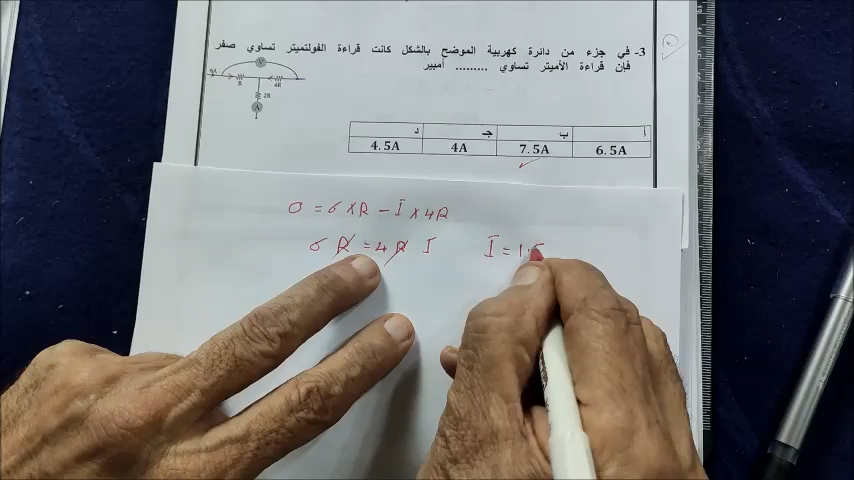 3- في جزء من دائرة كهربية الموضح بالشكل كانت قراءة الفولتميتر تساوي صفر
فإن قراءة الأميتر تساوي ......... أمبير
V
6A
R
4R
2R
A
أ ب جـ د
6.5A 7.5A 4A 4.5A
0 = 6 X R - I X 4R
6 R = 4 R I I = 1.5